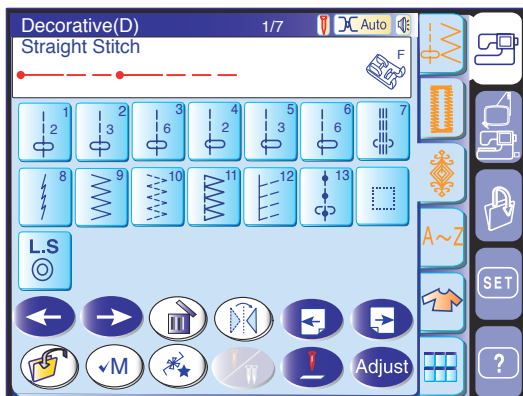 Decorative(D) 1/7 Auto
Straight Stitch F
1 2 3 4 5 6 7
2 3 6 2 3 6
8 9 10 11 12 13
L.S
A~Z
SET
✓M Adjust ?